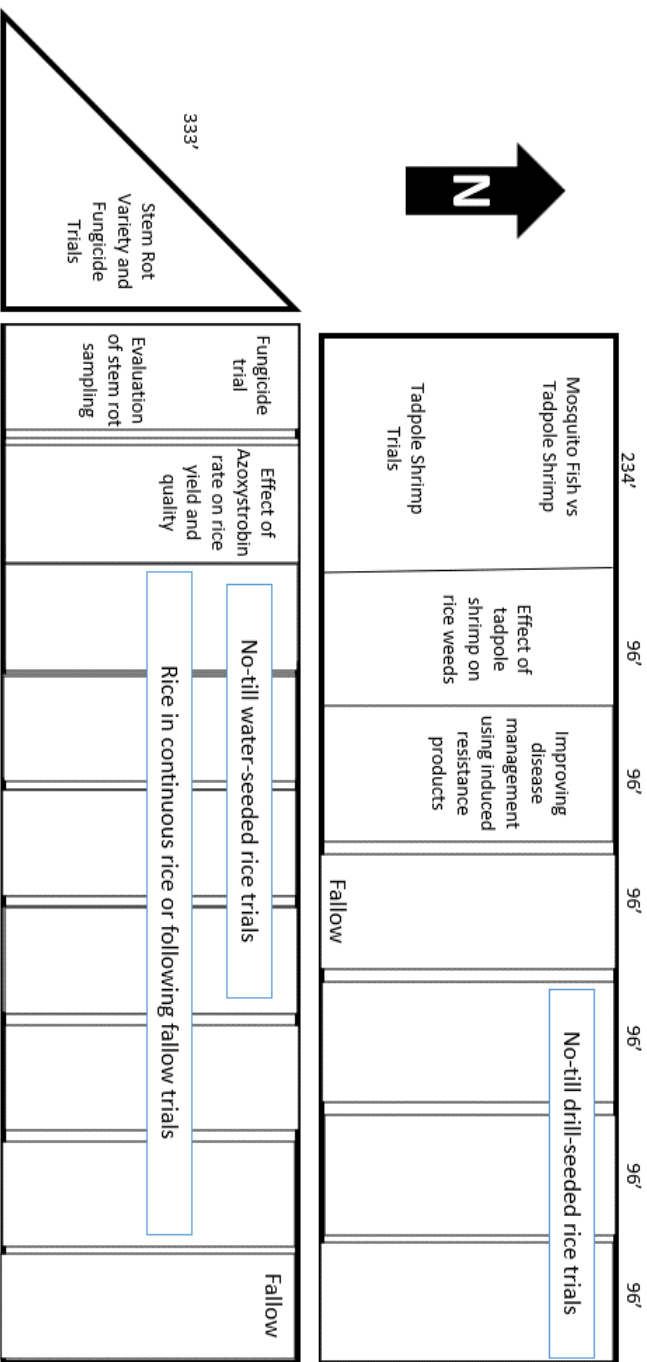 N
333’
Stem Rot
Variety and
Fungicide
Trials
234’
96’
96’
96’
96’
96’
96’
Mosquito Fish vs
Tadpole Shrimp
Tadpole Shrimp
Trials
Effect of
tadpole
shrimp on
rice weeds
Improving
disease
management
using induced
resistance
products
Fallow
No-till drill-seeded rice trials
Fungicide
trial
Evaluation
of stem rot
sampling
Effect of
Azoxystrobin
rate on rice
yield and
quality
No-till water-seeded rice trials
Rice in continuous rice or following fallow trials
Fallow